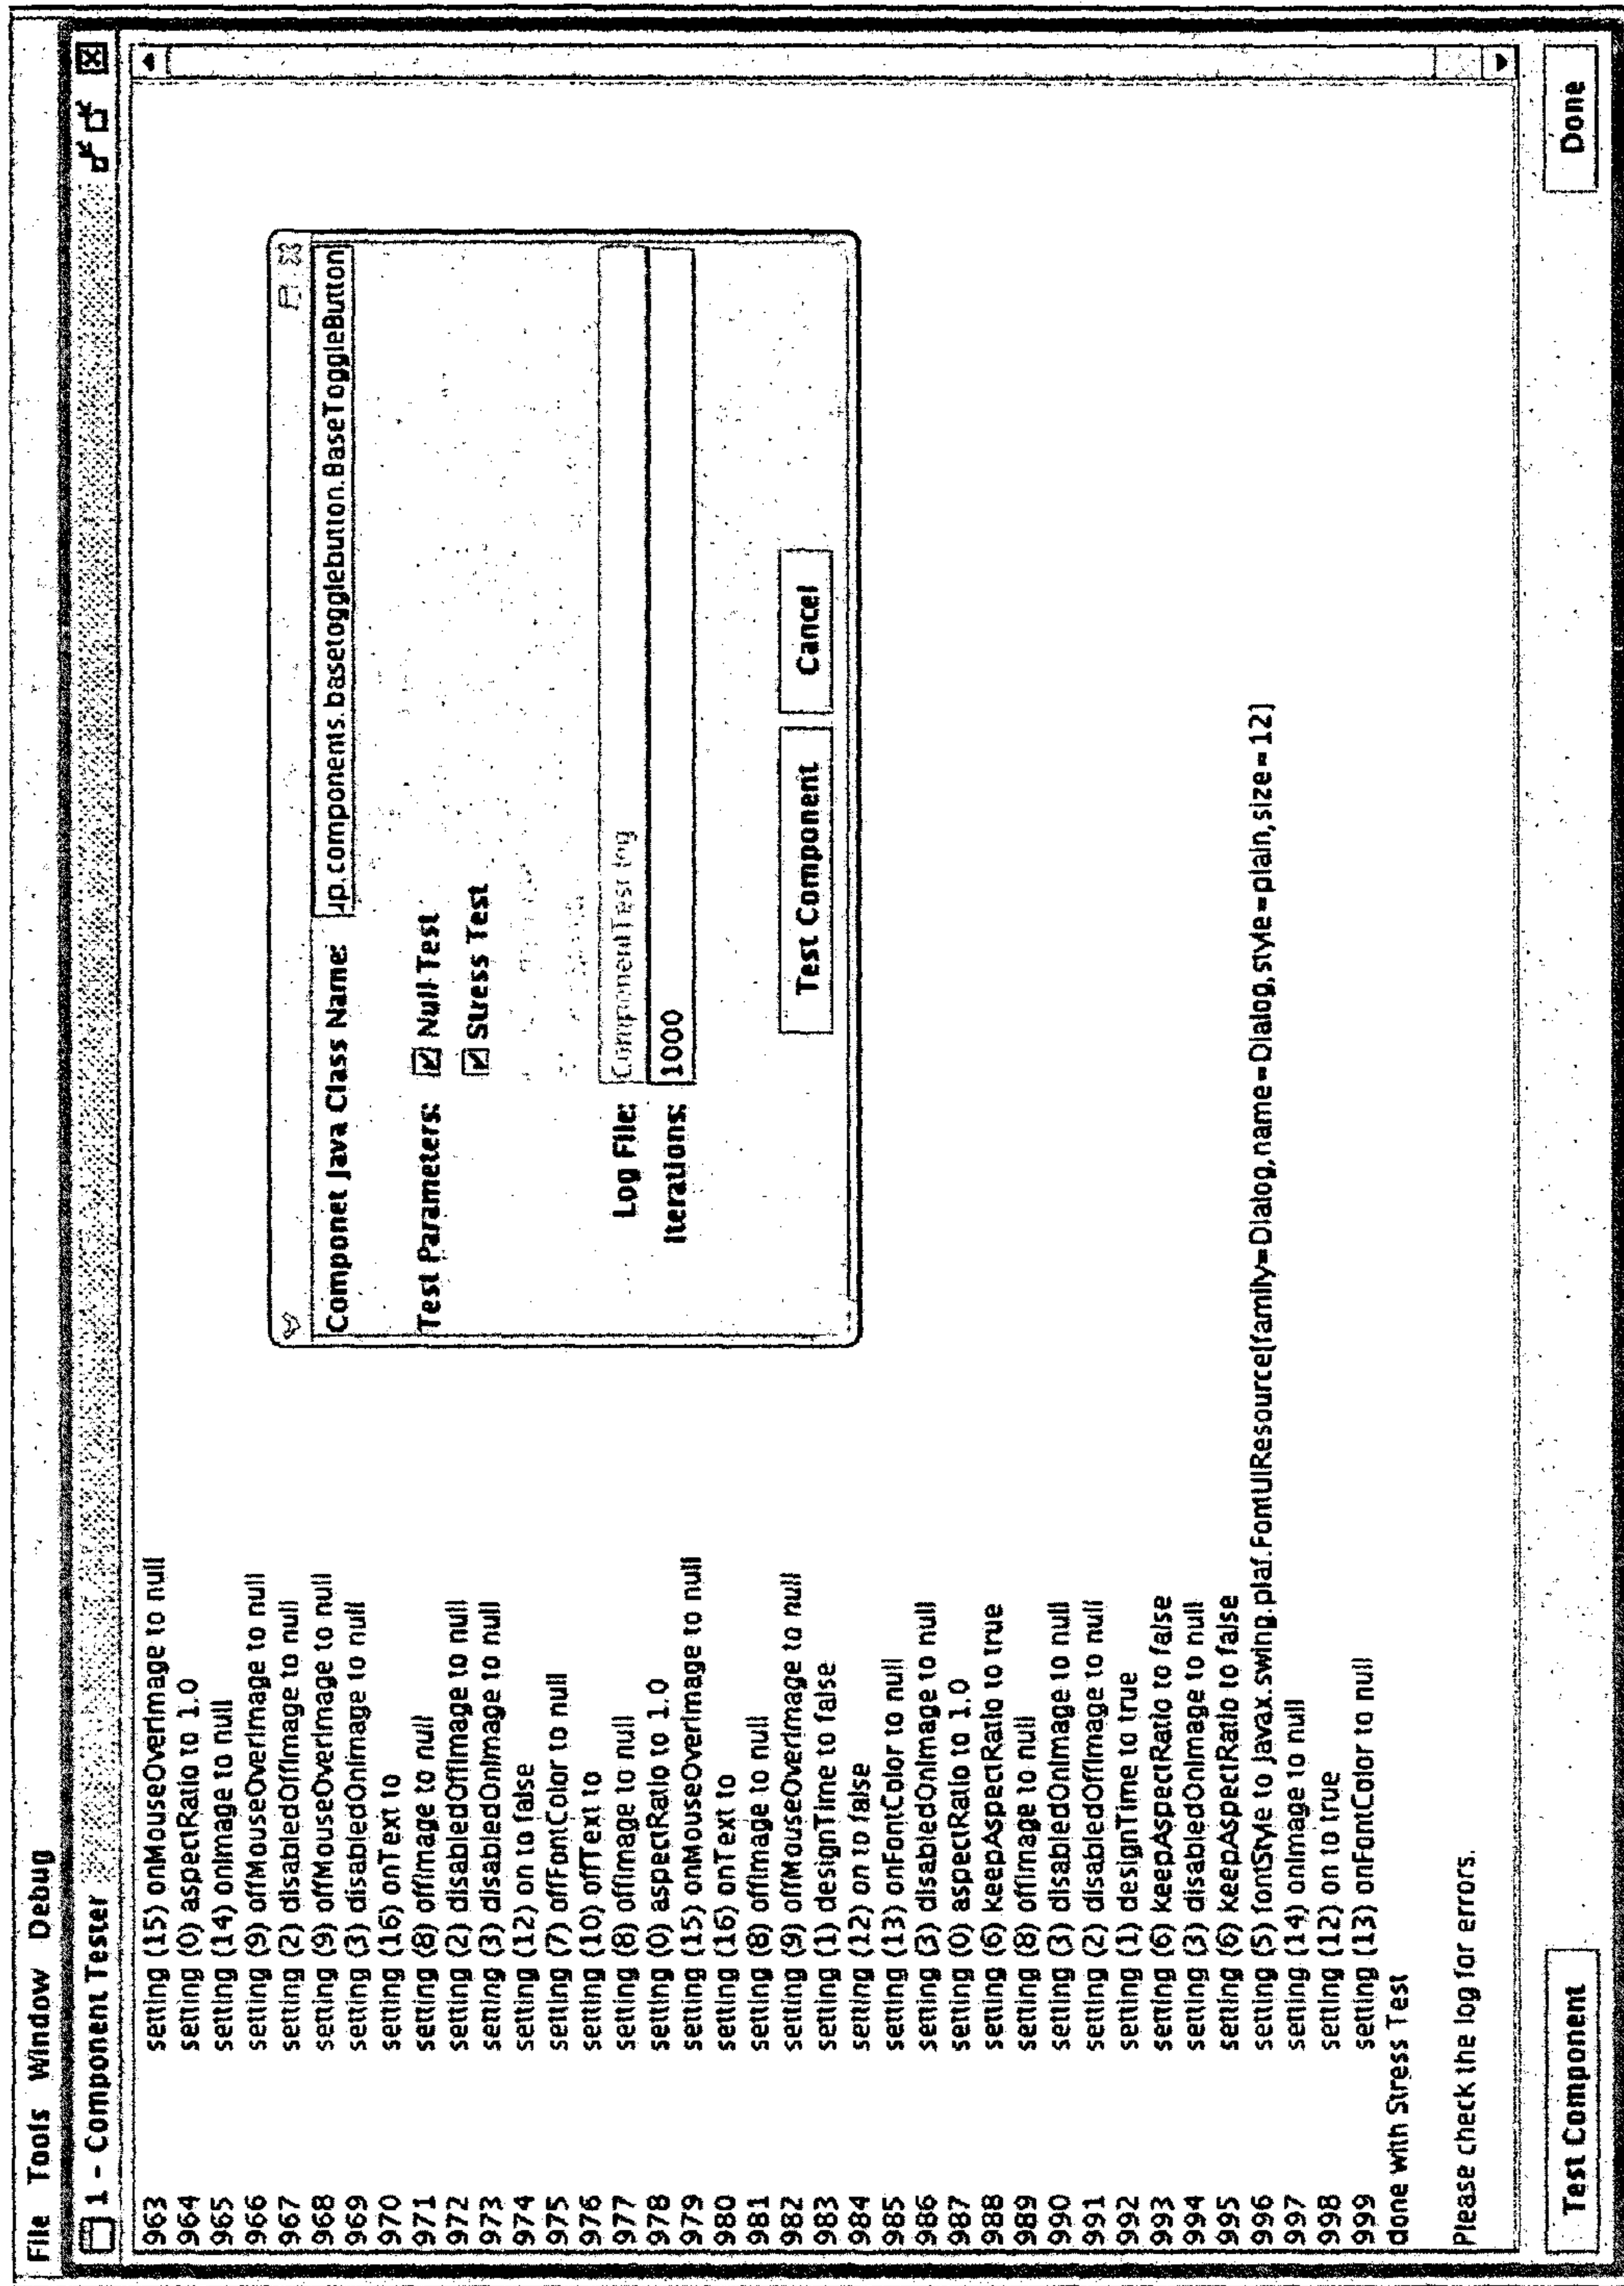 File Tools Window Debug
1 - Component Tester
963 setting (15) onMouseOverImage to null
964 setting (0) aspectRatio to 1.0
965 setting (14) onImage to null
966 setting (9) offMouseOverImage to null
967 setting (2) disabledOffImage to null
968 setting (9) offMouseOverImage to null
969 setting (3) disabledOnImage to null
970 setting (16) onText to
971 setting (8) offImage to null
972 setting (2) disabledOffImage to null
973 setting (3) disabledOnImage to null
974 setting (12) on to false
975 setting (7) offFontColor to null
976 setting (10) offText to
977 setting (8) offImage to null
978 setting (0) aspectRatio to 1.0
979 setting (15) onMouseOverImage to null
980 setting (16) onText to
981 setting (8) offImage to null
982 setting (9) offMouseOverImage to null
983 setting (1) designTime to false
984 setting (12) on to false
985 setting (13) onFontColor to null
986 setting (3) disabledOnImage to null
987 setting (0) aspectRatio to 1.0
988 setting (6) keepAspectRatio to true
989 setting (8) offImage to null
990 setting (3) disabledOnImage to null
991 setting (2) disabledOffImage to null
992 setting (1) designTime to true
993 setting (6) keepAspectRatio to false
994 setting (3) disabledOnImage to null
995 setting (6) keepAspectRatio to false
996 setting (5) fontStyle to javax.swing.plaf.FontUIResource[family=Dialog,name=Dialog,style=plain,size=12]
997 setting (14) onImage to null
998 setting (12) on to true
999 setting (13) onFontColor to null
done with Stress Test
Please check the log for errors.
Componet Java Class Name: up.components.basetogglebutton.BaseToggleButton
Test Parameters: Null Test
Stress Test
Log File: ComponentTest.log
Iterations: 1000
Test Component Cancel
Test Component Done